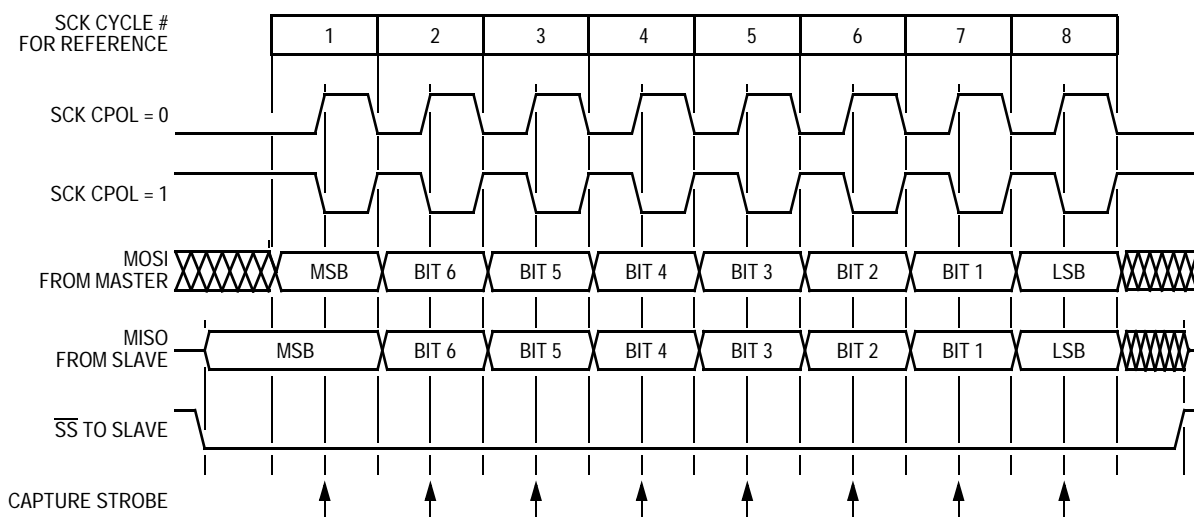 SCK CYCLE #
FOR REFERENCE
1 2 3 4 5 6 7 8
SCK CPOL = 0
SCK CPOL = 1
MOSI
FROM MASTER
MSB BIT 6 BIT 5 BIT 4 BIT 3 BIT 2 BIT 1 LSB
MISO
FROM SLAVE
MSB BIT 6 BIT 5 BIT 4 BIT 3 BIT 2 BIT 1 LSB
S̅S̅ TO SLAVE
CAPTURE STROBE